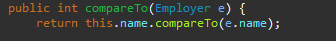 public int compareTo(Employer e) {
return this.name.compareTo(e.name);